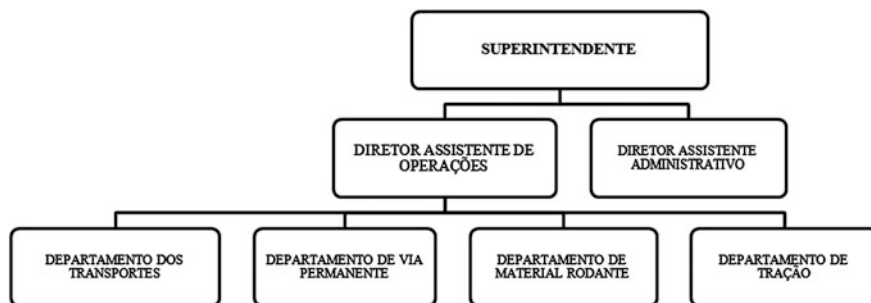 SUPERINTENDENTE
DIRETOR ASSISTENTE DE
OPERAÇÕES
DIRETOR ASSISTENTE
ADMINISTRATIVO
DEPARTAMENTO DOS
TRANSPORTES
DEPARTAMENTO DE VIA
PERMANENTE
DEPARTAMENTO DE
MATERIAL RODANTE
DEPARTAMENTO DE
TRAÇÃO